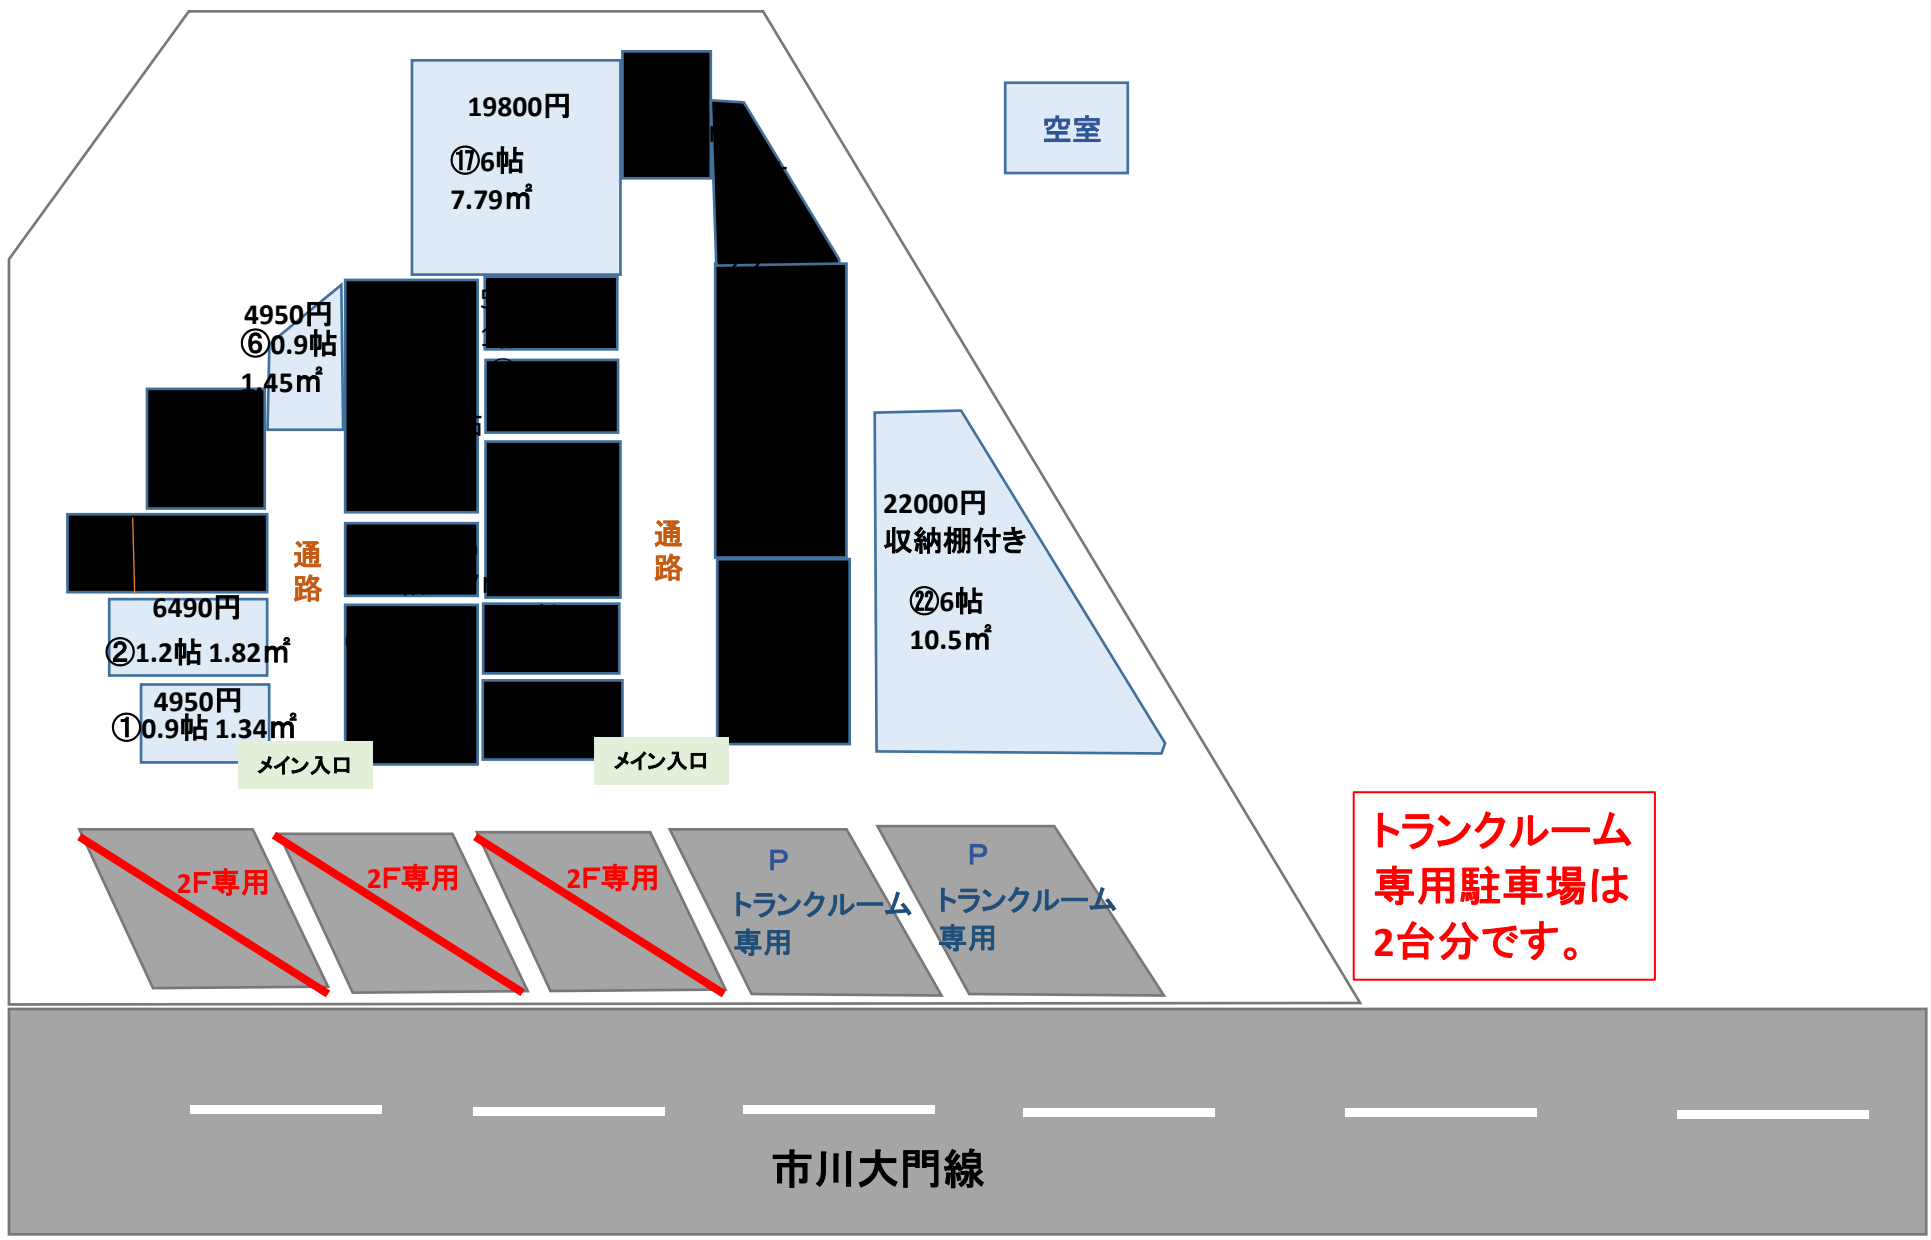 19800円
⑰6帖
7.79㎡
空室
4950円
⑥0.9帖
1.45㎡
通路
通路
22000円
収納棚付き
㉒6帖
10.5㎡
6490円
②1.2帖 1.82㎡
4950円
①0.9帖 1.34㎡
メイン入口
メイン入口
2F専用
2F専用
2F専用
P
トランクルーム
専用
P
トランクルーム
専用
トランクルーム
専用駐車場は
2台分です。
市川大門線